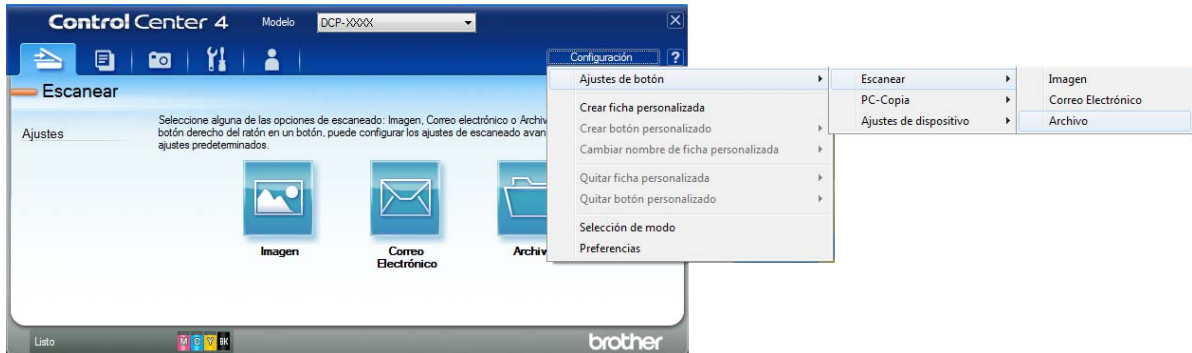 Control Center 4 Modelo DCP-XXXX
Configuración ?
Escanear
Ajustes
Seleccione alguna de las opciones de escaneado: Imagen, Correo electrónico o Archiv
botón derecho del ratón en un botón, puede configurar los ajustes de escaneado avan
ajustes predeterminados.
Imagen
Correo
Electrónico
Archiv
Ajustes de botón
Crear ficha personalizada
Crear botón personalizado
Cambiar nombre de ficha personalizada
Quitar ficha personalizada
Quitar botón personalizado
Selección de modo
Preferencias
Escanear
PC-Copia
Ajustes de dispositivo
Imagen
Correo Electrónico
Archivo
Listo
M C Y BK
brother